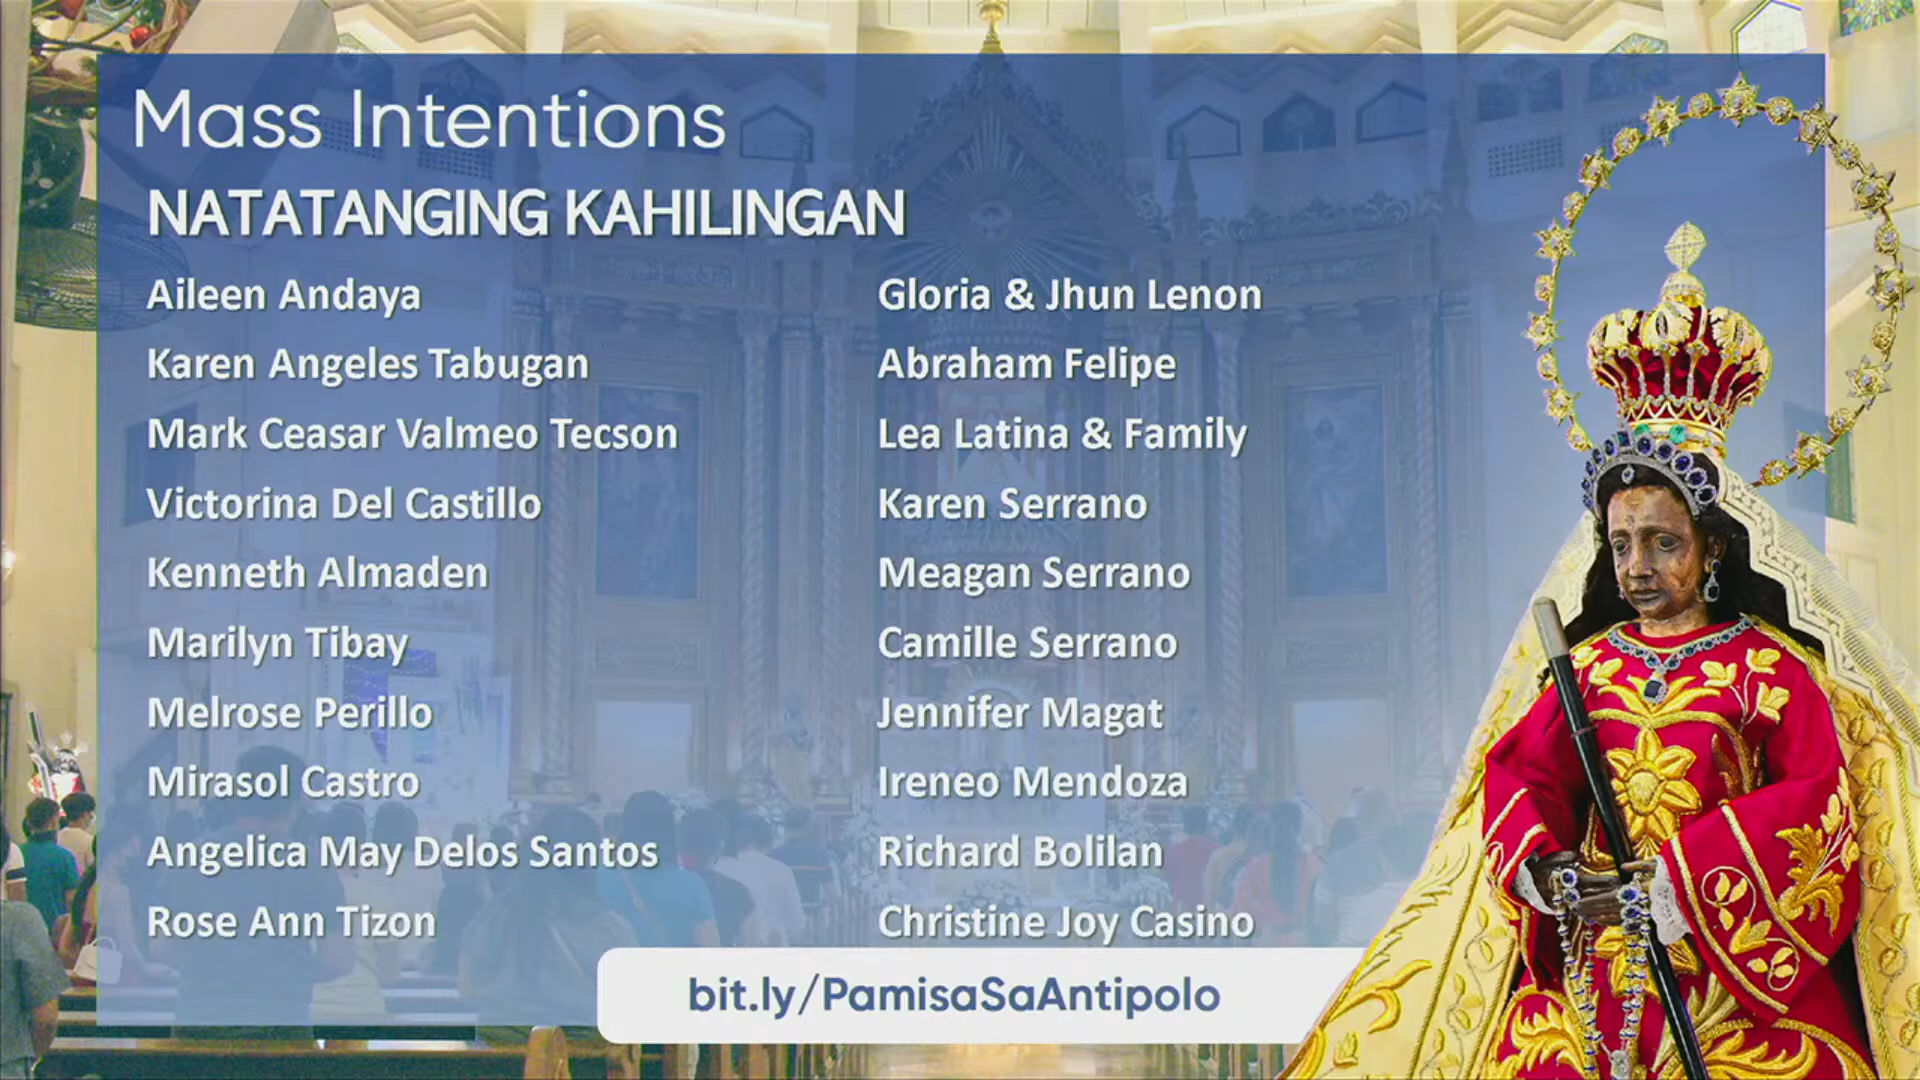 Mass Intentions
NATATANGING KAHILINGAN
Aileen Andaya
Karen Angeles Tabugan
Mark Ceasar Valmeo Tecson
Victorina Del Castillo
Kenneth Almaden
Marilyn Tibay
Melrose Perillo
Mirasol Castro
Angelica May Delos Santos
Rose Ann Tizon
Gloria & Jhun Lenon
Abraham Felipe
Lea Latina & Family
Karen Serrano
Meagan Serrano
Camille Serrano
Jennifer Magat
Ireneo Mendoza
Richard Bolilan
Christine Joy Casino
bit.ly/PamisaSaAntipolo